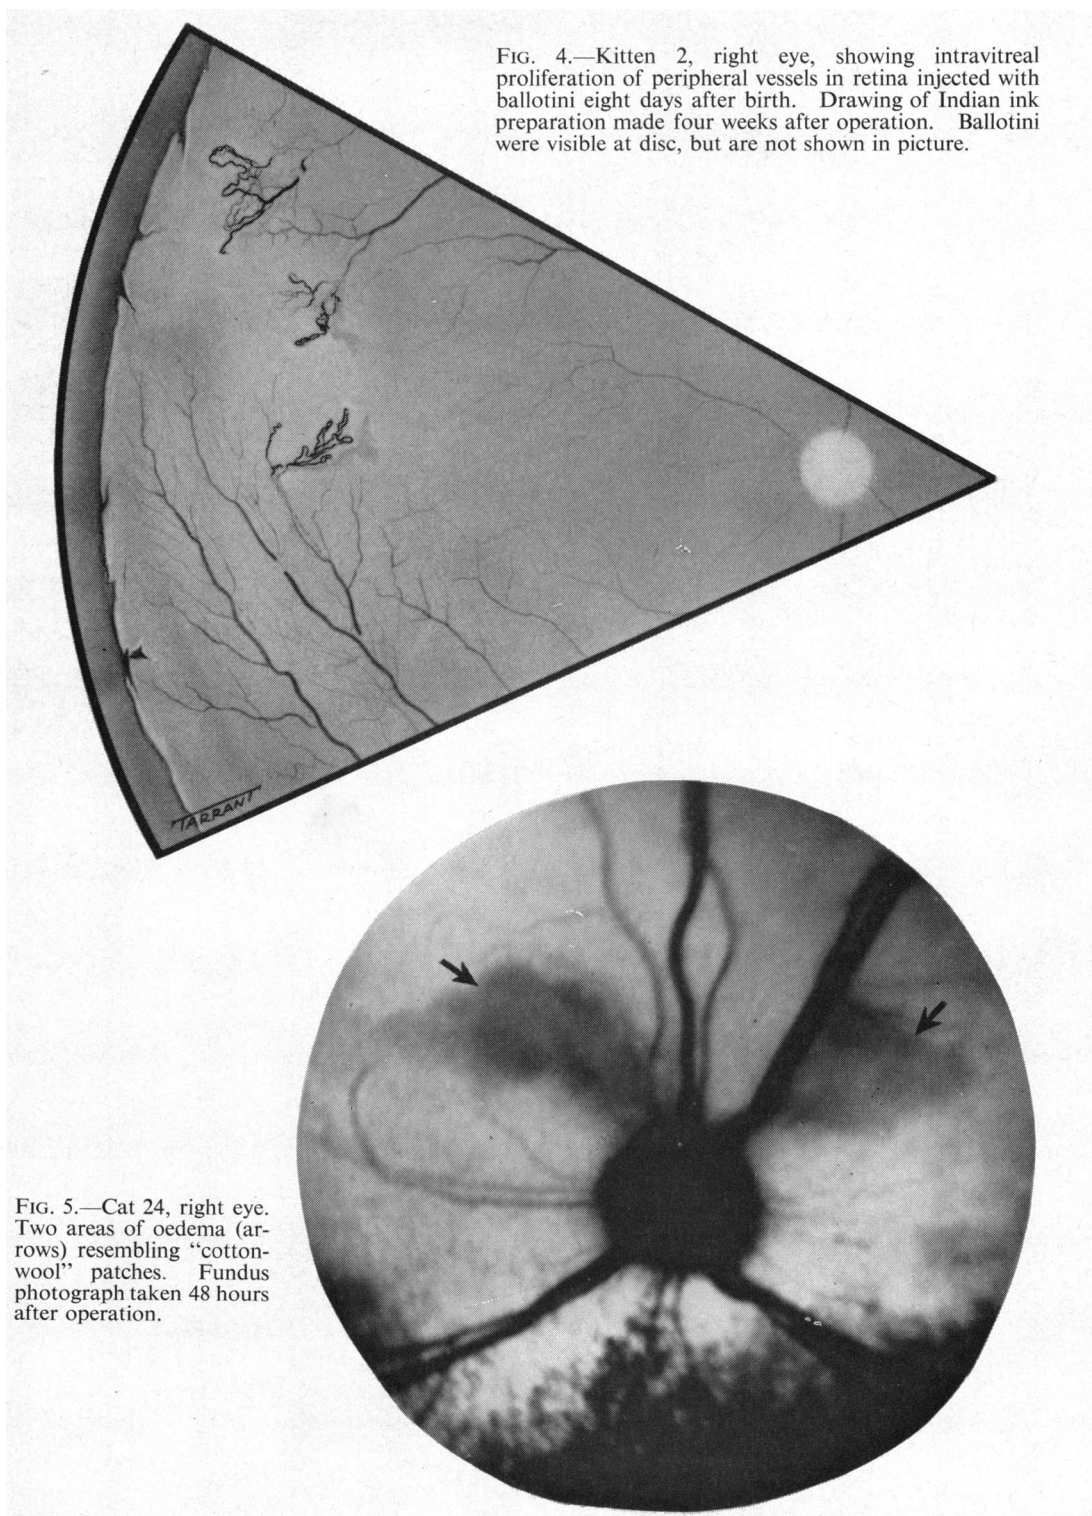 FIG. 4.—Kitten 2, right eye, showing intravitreal
proliferation of peripheral vessels in retina injected with
ballotini eight days after birth. Drawing of Indian ink
preparation made four weeks after operation. Ballotini
were visible at disc, but are not shown in picture.
TARRANT
FIG. 5.—Cat 24, right eye.
Two areas of oedema (ar-
rows) resembling “cotton-
wool” patches. Fundus
photograph taken 48 hours
after operation.